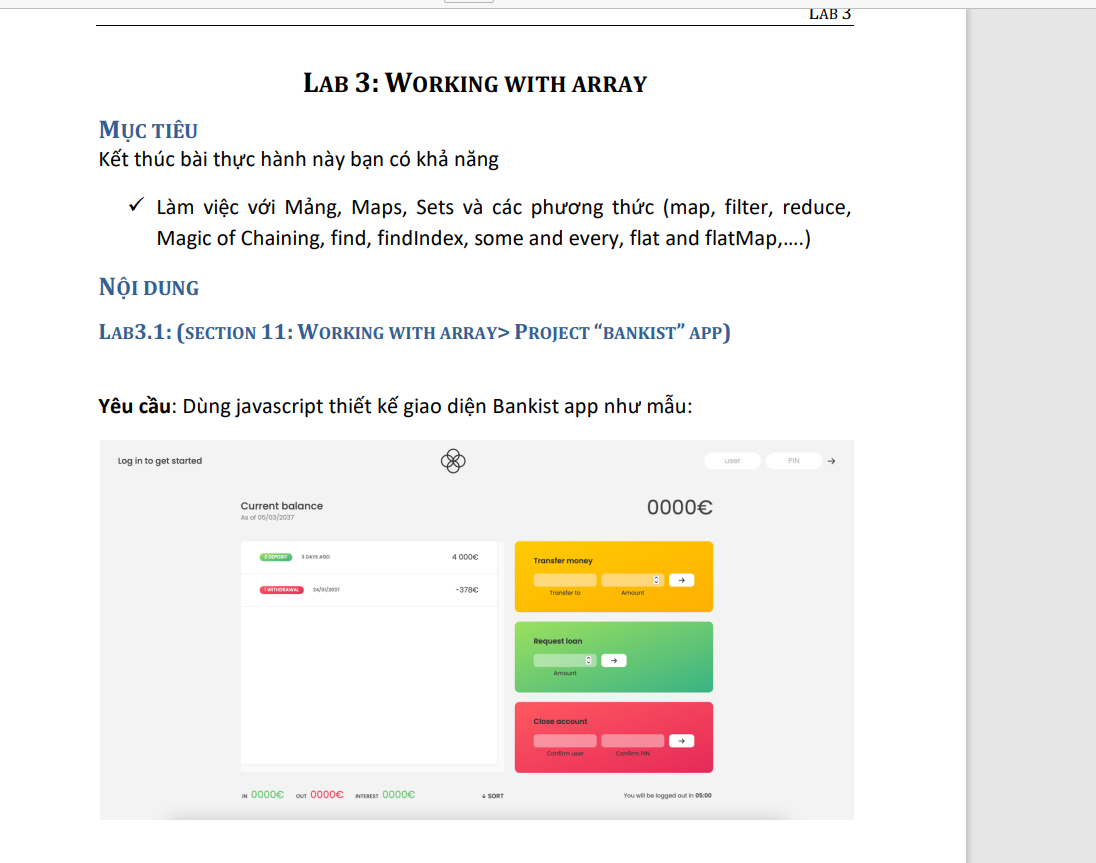 LAB 3
LAB 3: WORKING WITH ARRAY
MỤC TIÊU
Kết thúc bài thực hành này bạn có khả năng
✓ Làm việc với Mảng, Maps, Sets và các phương thức (map, filter, reduce,
Magic of Chaining, find, findIndex, some and every, flat and flatMap,....)
NỘI DUNG
LAB3.1: (SECTION 11: WORKING WITH ARRAY> PROJECT “BANKIST” APP)
Yêu cầu: Dùng javascript thiết kế giao diện Bankist app như mẫu:
Log in to get started
user PIN →
Current balance
As of 05/03/2037
0000€
2 DEPOSIT 3 DAYS AGO 4 000€
1 WITHDRAWAL 24/01/2037 -378€
Transfer money
→
Transfer to Amount
Request loan
→
Amount
Close account
→
Confirm user Confirm PIN
IN 0000€ OUT 0000€ INTEREST 0000€ ↓ SORT
You will be logged out in 05:00